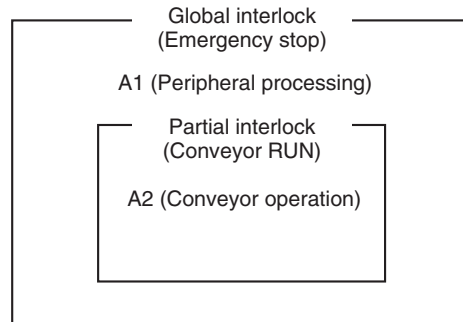 Global interlock
(Emergency stop)
A1 (Peripheral processing)
Partial interlock
(Conveyor RUN)
A2 (Conveyor operation)